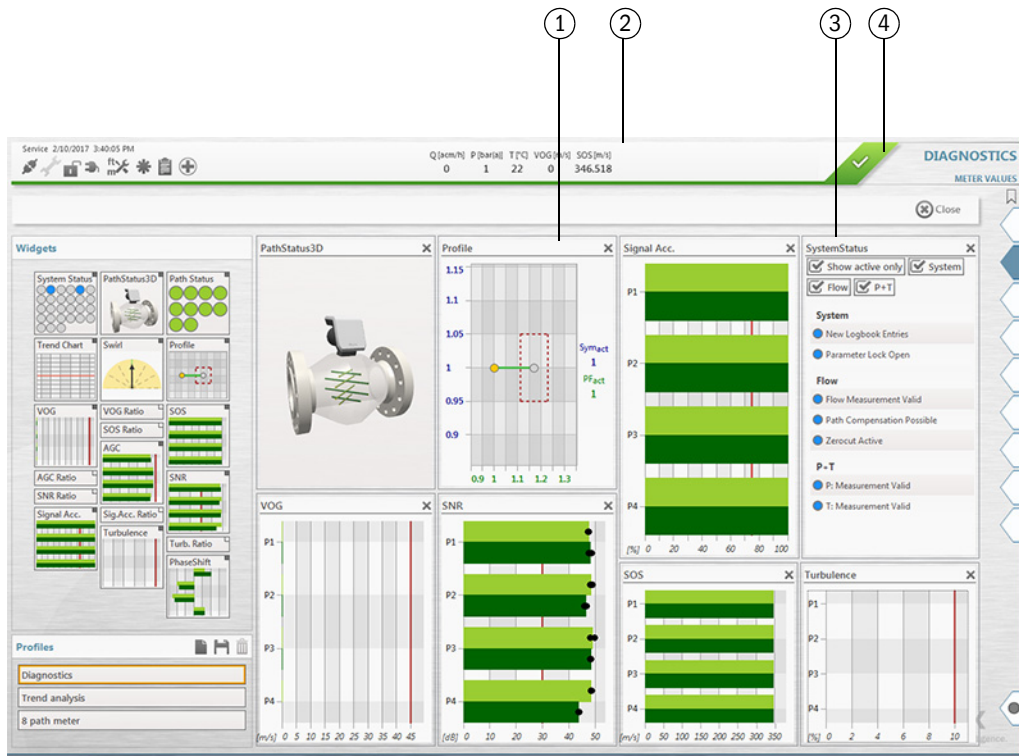 1 2 3 4
Service 2/10/2017 3:40:05 PM
ft
m
Q [acm/h] P [bar(a)] T [°C] VOG [m/s] SOS [m/s]
0 1 22 0 346.518
DIAGNOSTICS
METER VALUES
Close
Widgets
System Status PathStatus3D Path Status
Trend Chart Swirl Profile
VOG VOG Ratio SOS
SOS Ratio
AGC
AGC Ratio SNR
SNR Ratio
Signal Acc. Sig.Acc. Ratio
Turbulence Turb. Ratio
PhaseShift
Profiles
Diagnostics
Trend analysis
8 path meter
PathStatus3D
Profile
1.15
1.1
1.05
1
0.95
0.9
0.9 1 1.1 1.2 1.3
Symact
1
PFact
1
Signal Acc.
P1
P2
P3
P4
[%] 0 20 40 60 80 100
SystemStatus
Show active only System
Flow P+T
System
New Logbook Entries
Parameter Lock Open
Flow
Flow Measurement Valid
Path Compensation Possible
Zerocut Active
P+T
P: Measurement Valid
T: Measurement Valid
VOG
P1
P2
P3
P4
[m/s] 0 5 10 15 20 25 30 35 40 45
SNR
P1
P2
P3
P4
[dB] 0 10 20 30 40 50
SOS
P1
P2
P3
P4
[m/s] 0 50 100 150 200 250 300 350
Turbulence
P1
P2
P3
P4
[%] 0 2 4 6 8 10